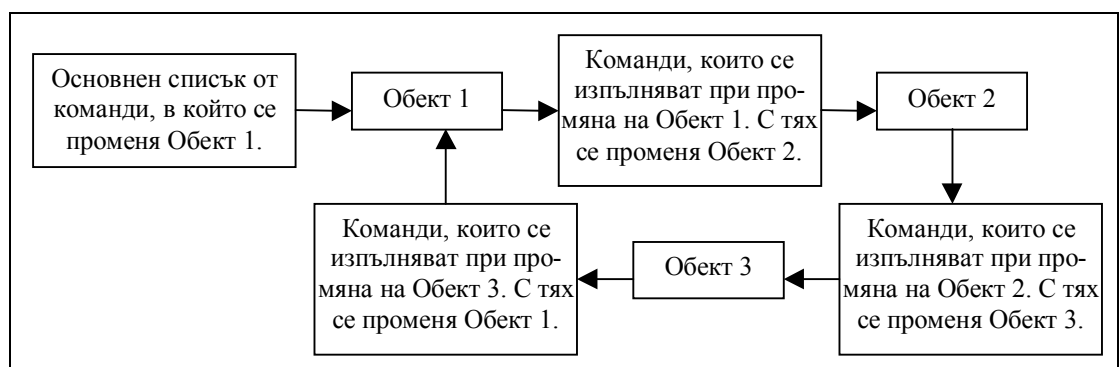 Основнен списък от
команди, в който се
променя Обект 1.
Обект 1
Команди, които се
изпълняват при про-
мяна на Обект 1. С тях
се променя Обект 2.
Обект 2
Команди, които се
изпълняват при про-
мяна на Обект 2. С тях
се променя Обект 3.
Обект 3
Команди, които се
изпълняват при про-
мяна на Обект 3. С тях
се променя Обект 1.